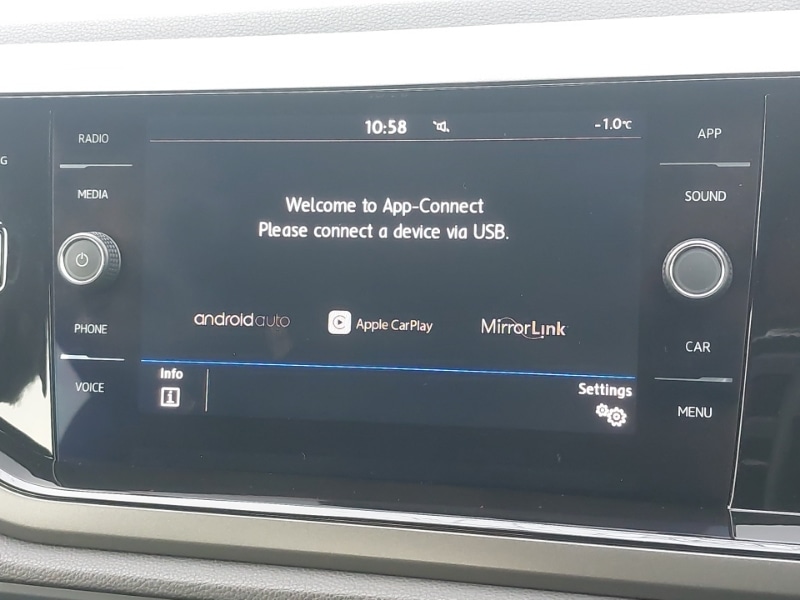 RADIO
MEDIA
PHONE
VOICE
10:58
-1.0°C
Welcome to App-Connect
Please connect a device via USB.
androidauto
Apple CarPlay
MirrorLink
Info
i
Settings
APP
SOUND
CAR
MENU